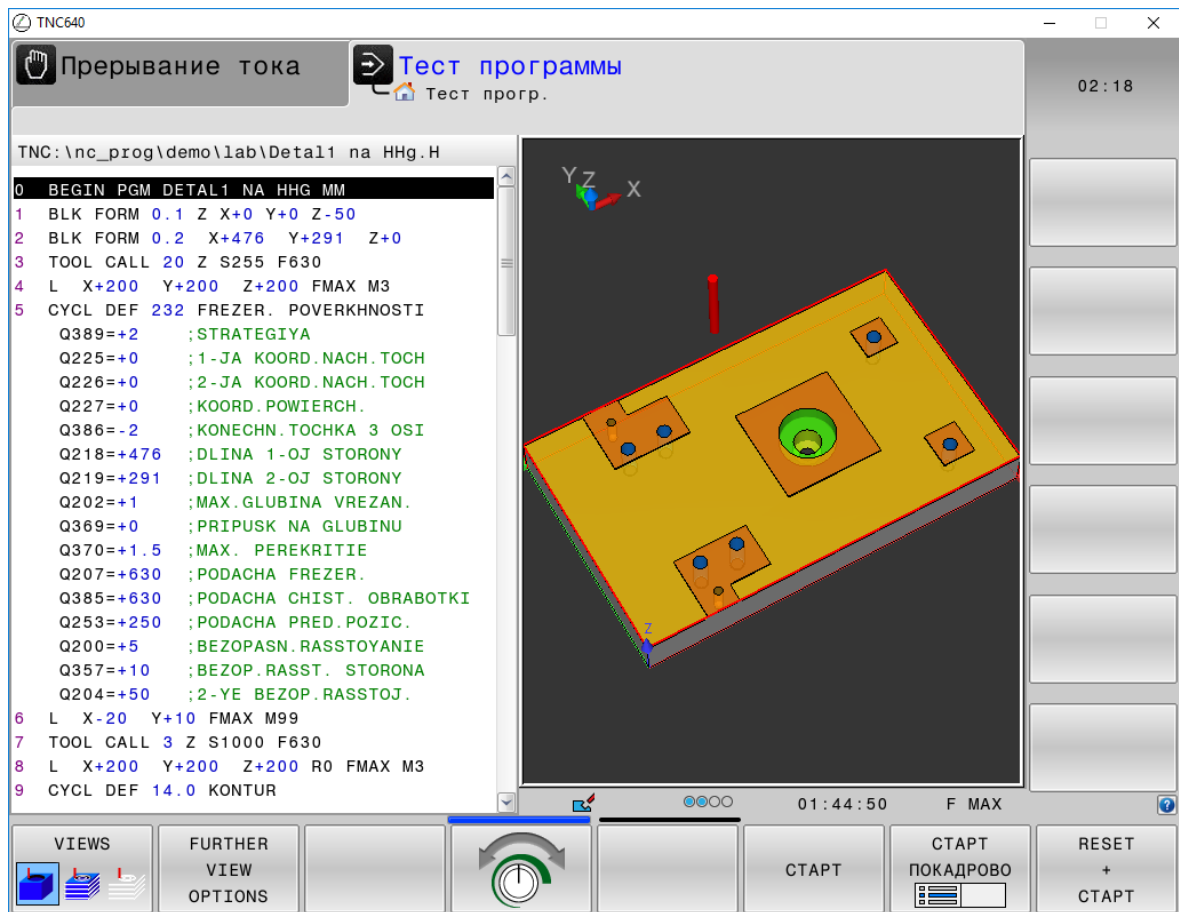 TNC640
Прерывание тока
Тест программы
Тест прогр.
02:18
TNC:\nc_prog\demo\lab\Detal1 na HHg.H
0 BEGIN PGM DETAL1 NA HHG MM
1 BLK FORM 0.1 Z X+0 Y+0 Z-50
2 BLK FORM 0.2 X+476 Y+291 Z+0
3 TOOL CALL 20 Z S255 F630
4 L X+200 Y+200 Z+200 FMAX M3
5 CYCL DEF 232 FREZER. POVERKHNOSTI
Q389=+2 ;STRATEGIYA
Q225=+0 ;1-JA KOORD.NACH.TOCH
Q226=+0 ;2-JA KOORD.NACH.TOCH
Q227=+0 ;KOORD.POWIERCH.
Q386=-2 ;KONECHN.TOCHKA 3 OSI
Q218=+476 ;DLINA 1-OJ STORONY
Q219=+291 ;DLINA 2-OJ STORONY
Q202=+1 ;MAX.GLUBINA VREZAN.
Q369=+0 ;PRIPUSK NA GLUBINU
Q370=+1.5 ;MAX. PEREKRITIE
Q207=+630 ;PODACHA FREZER.
Q385=+630 ;PODACHA CHIST. OBRABOTKI
Q253=+250 ;PODACHA PRED.POZIC.
Q200=+5 ;BEZOPASN.RASSTOYANIE
Q357=+10 ;BEZOP.RASST. STORONA
Q204=+50 ;2-YE BEZOP.RASSTOJ.
6 L X-20 Y+10 FMAX M99
7 TOOL CALL 3 Z S1000 F630
8 L X+200 Y+200 Z+200 R0 FMAX M3
9 CYCL DEF 14.0 KONTUR
Y Z X
Z
01:44:50 F MAX
VIEWS
FURTHER
VIEW
OPTIONS
СТАРТ
СТАРТ
ПОКАДРОВО
RESET
+
СТАРТ